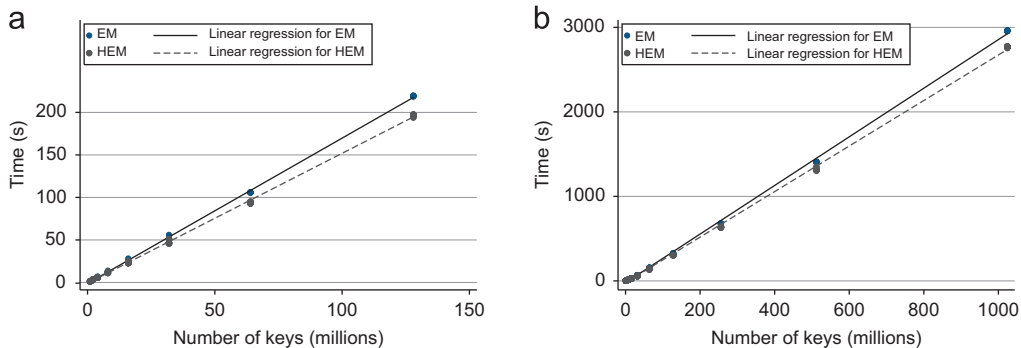 a
EM Linear regression for EM
HEM Linear regression for HEM
200
150
100
50
0
Time (s)
0 50 100 150
Number of keys (millions)
b
EM Linear regression for EM
HEM Linear regression for HEM
3000
2000
1000
0
Time (s)
0 200 400 600 800 1000
Number of keys (millions)